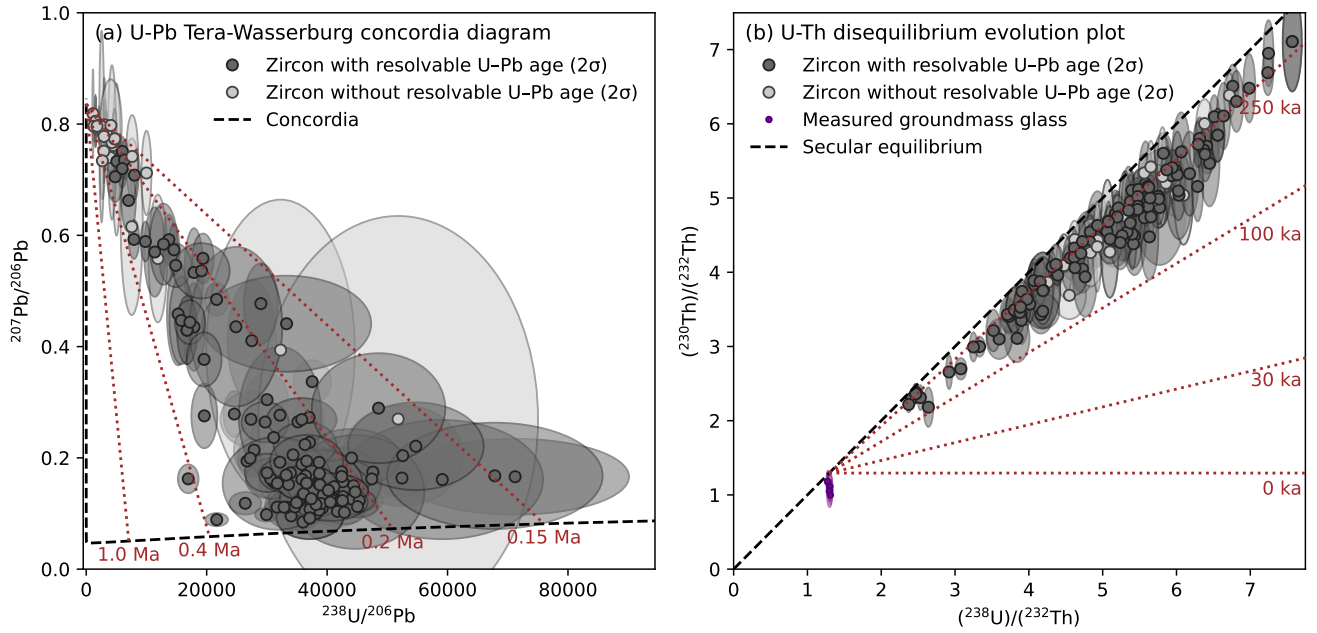 (a) U-Pb Tera-Wasserburg concordia diagram
Zircon with resolvable U–Pb age (2σ)
Zircon without resolvable U–Pb age (2σ)
Concordia
1.0
0.8
0.6
0.4
0.2
0.0
²⁰⁷Pb/²⁰⁶Pb
1.0 Ma
0.4 Ma
0.2 Ma
0.15 Ma
0
20000
40000
60000
80000
²³⁸U/²⁰⁶Pb
(b) U-Th disequilibrium evolution plot
Zircon with resolvable U–Pb age (2σ)
Zircon without resolvable U–Pb age (2σ)
Measured groundmass glass
Secular equilibrium
7
6
5
4
3
2
1
0
(²³⁰Th)/(²³²Th)
250 ka
100 ka
30 ka
0 ka
0
1
2
3
4
5
6
7
(²³⁸U)/(²³²Th)